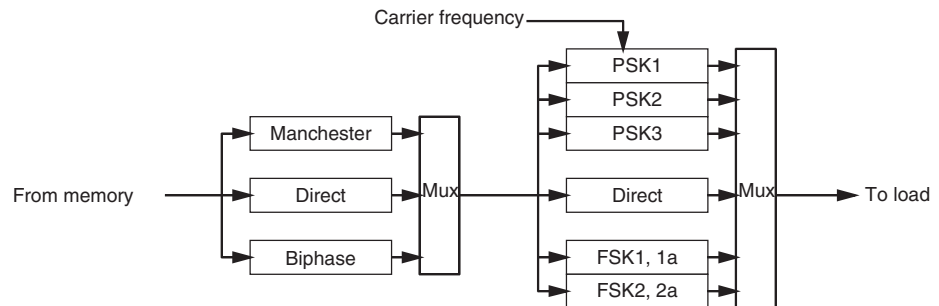 Carrier frequency
PSK1
PSK2
PSK3
Manchester
From memory
Direct
Mux
Direct
Mux
To load
Biphase
FSK1, 1a
FSK2, 2a